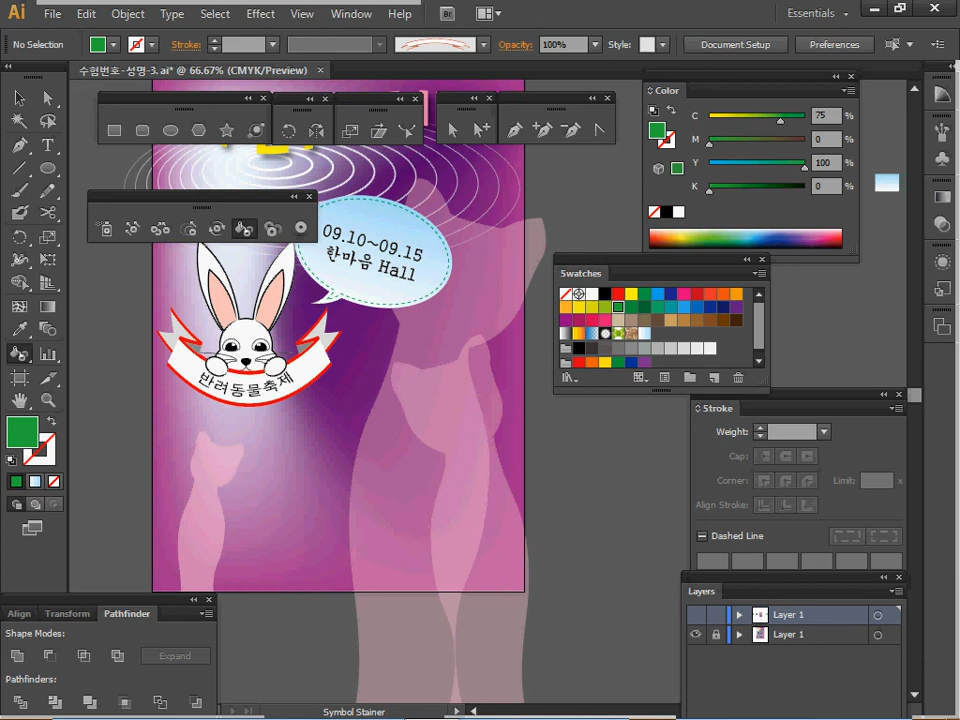 Ai File Edit Object Type Select Effect View Window Help Br Essentials
No Selection Stroke: Opacity: 100% Style: Document Setup Preferences
수험번호-성명-3.ai* @ 66.67% (CMYK/Preview)
Color
C 75 %
M 0 %
Y 100 %
K 0 %
09.10~09.15
한마음 Hall
반려동물축제
Swatches
Stroke
Weight:
Cap:
Corner: Limit: x
Align Stroke:
Dashed Line
Layers
Layer 1
Layer 1
Align Transform Pathfinder
Shape Modes:
Expand
Pathfinders:
Symbol Stainer